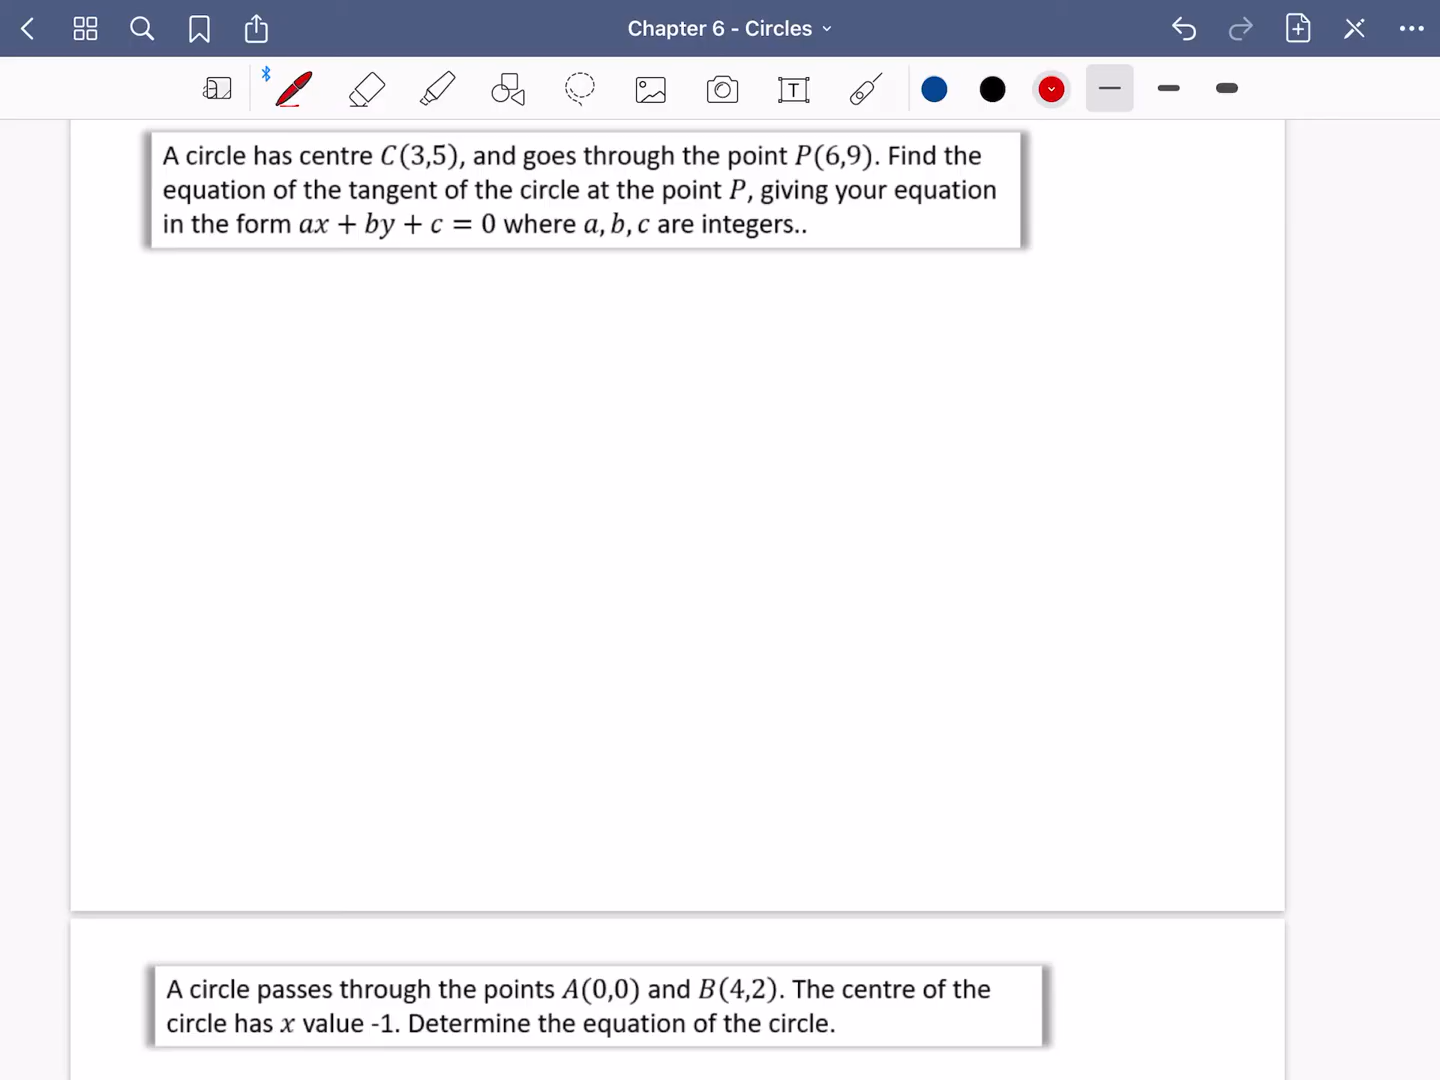 Chapter 6 - Circles
T
A circle has centre C(3,5), and goes through the point P(6,9). Find the
equation of the tangent of the circle at the point P, giving your equation
in the form ax + by + c = 0 where a, b, c are integers..
A circle passes through the points A(0,0) and B(4,2). The centre of the
circle has x value -1. Determine the equation of the circle.